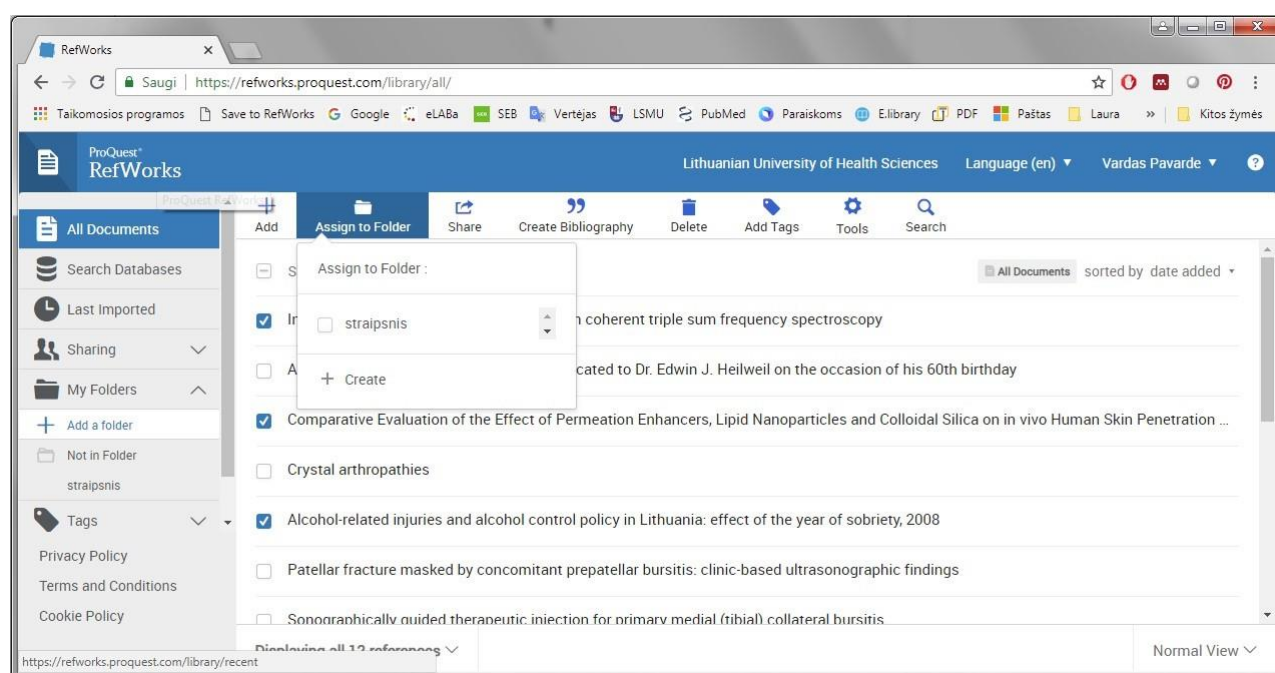 RefWorks
Saugi | https://refworks.proquest.com/library/all/
Taikomosios programos Save to RefWorks Google eLABa SEB Vertėjas LSMU PubMed Paraiskoms E.library PDF Paštas Laura » Kitos žymės
ProQuest®
RefWorks
Lithuanian University of Health Sciences Language (en) Vardas Pavarde ?
ProQuest RefWorks
All Documents
Search Databases
Last Imported
Sharing
My Folders
Add a folder
Not in Folder
straipsnis
Tags
Privacy Policy
Terms and Conditions
Cookie Policy
https://refworks.proquest.com/library/recent
Add Assign to Folder Share Create Bibliography Delete Add Tags Tools Search
Assign to Folder :
straipsnis
+ Create
All Documents sorted by date added
coherent triple sum frequency spectroscopy
to Dr. Edwin J. Heilweil on the occasion of his 60th birthday
Comparative Evaluation of the Effect of Permeation Enhancers, Lipid Nanoparticles and Colloidal Silica on in vivo Human Skin Penetration ...
Crystal arthropathies
Alcohol-related injuries and alcohol control policy in Lithuania: effect of the year of sobriety, 2008
Patellar fracture masked by concomitant prepatellar bursitis: clinic-based ultrasonographic findings
Sonographically guided therapeutic injection for primary medial (tibial) collateral bursitis
Displaying all 12 references
Normal View